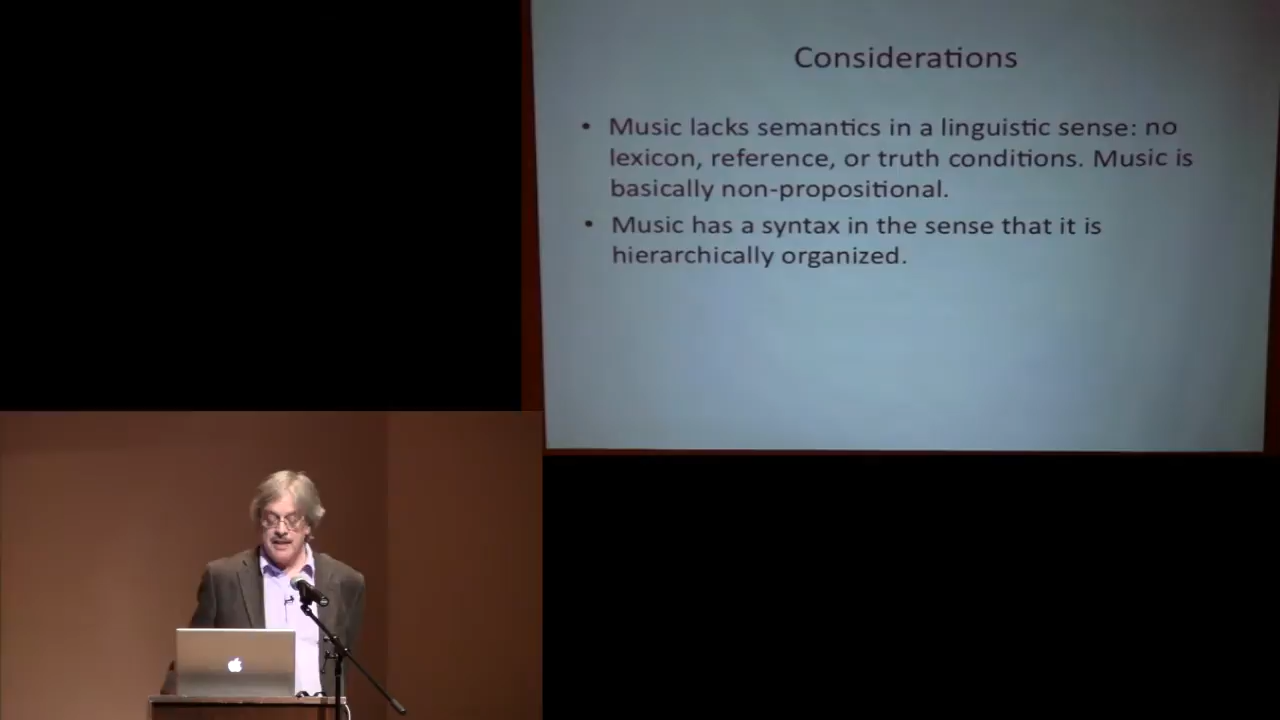 Considerations
• Music lacks semantics in a linguistic sense: no
lexicon, reference, or truth conditions. Music is
basically non-propositional.
• Music has a syntax in the sense that it is
hierarchically organized.